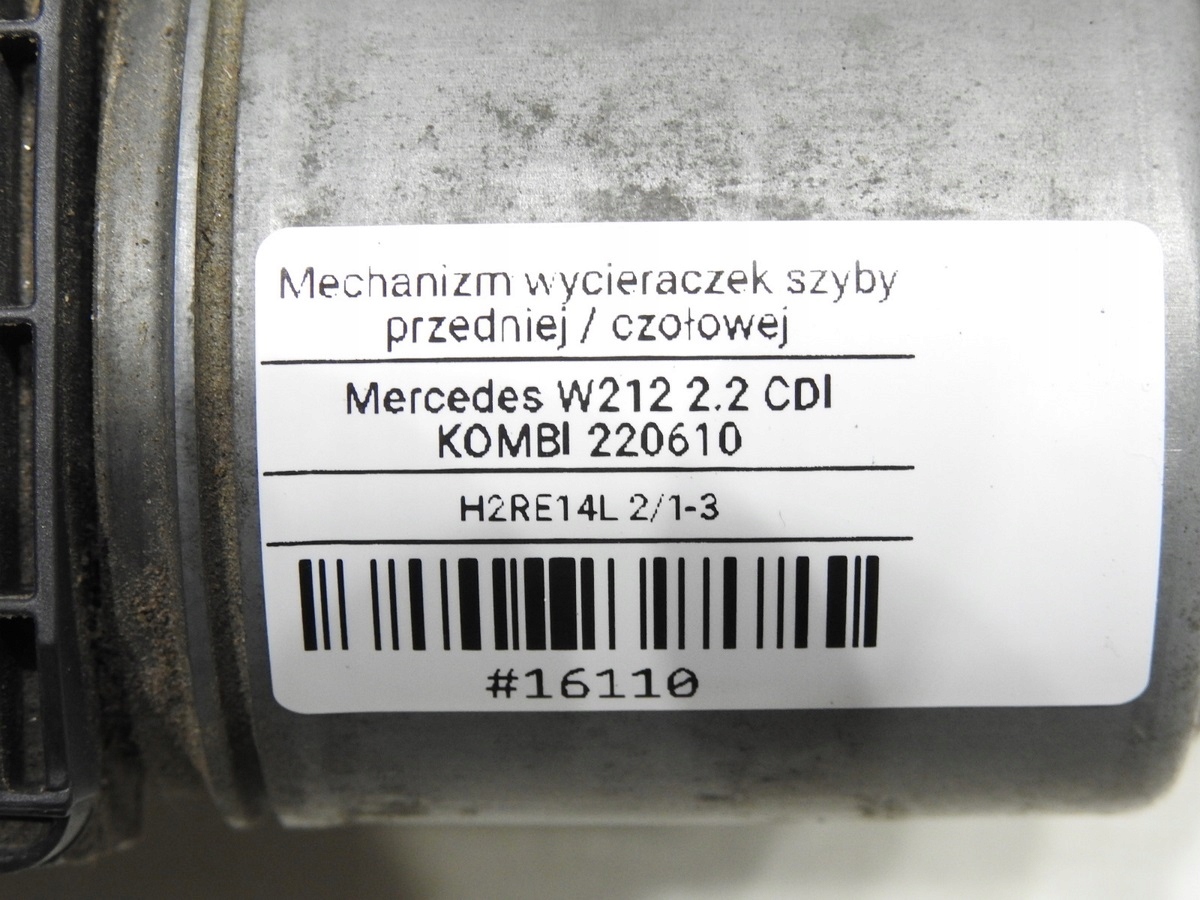 Mechanizm wycieraczek szyby
przedniej / czołowej
Mercedes W212 2.2 CDI
KOMBI 220610
H2RE14L 2/1-3
#16110